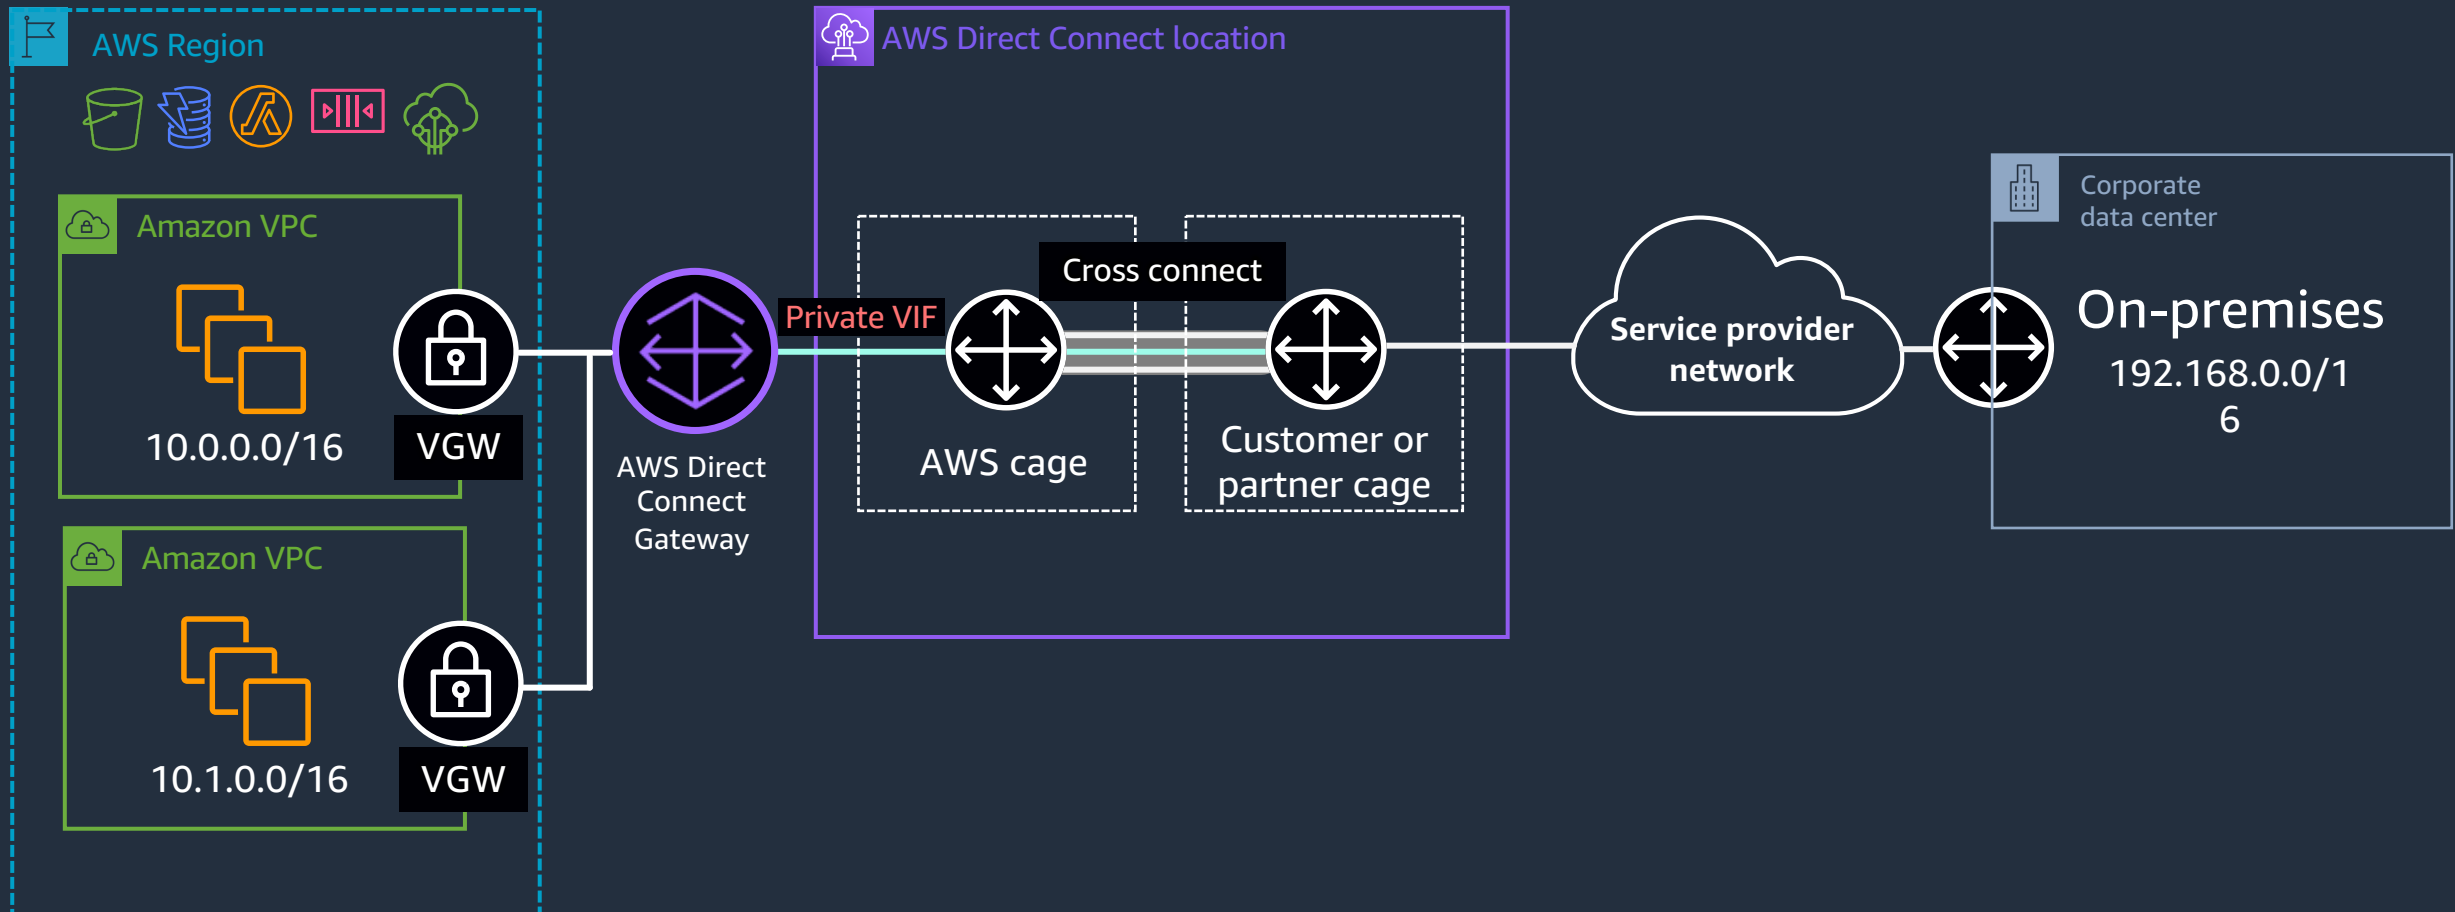 AWS Region
Amazon VPC
10.0.0.0/16
VGW
Amazon VPC
10.1.0.0/16
VGW
AWS Direct
Connect
Gateway
Private VIF
AWS Direct Connect location
Cross connect
AWS cage
Customer or
partner cage
Service provider
network
Corporate
data center
On-premises
192.168.0.0/1
6